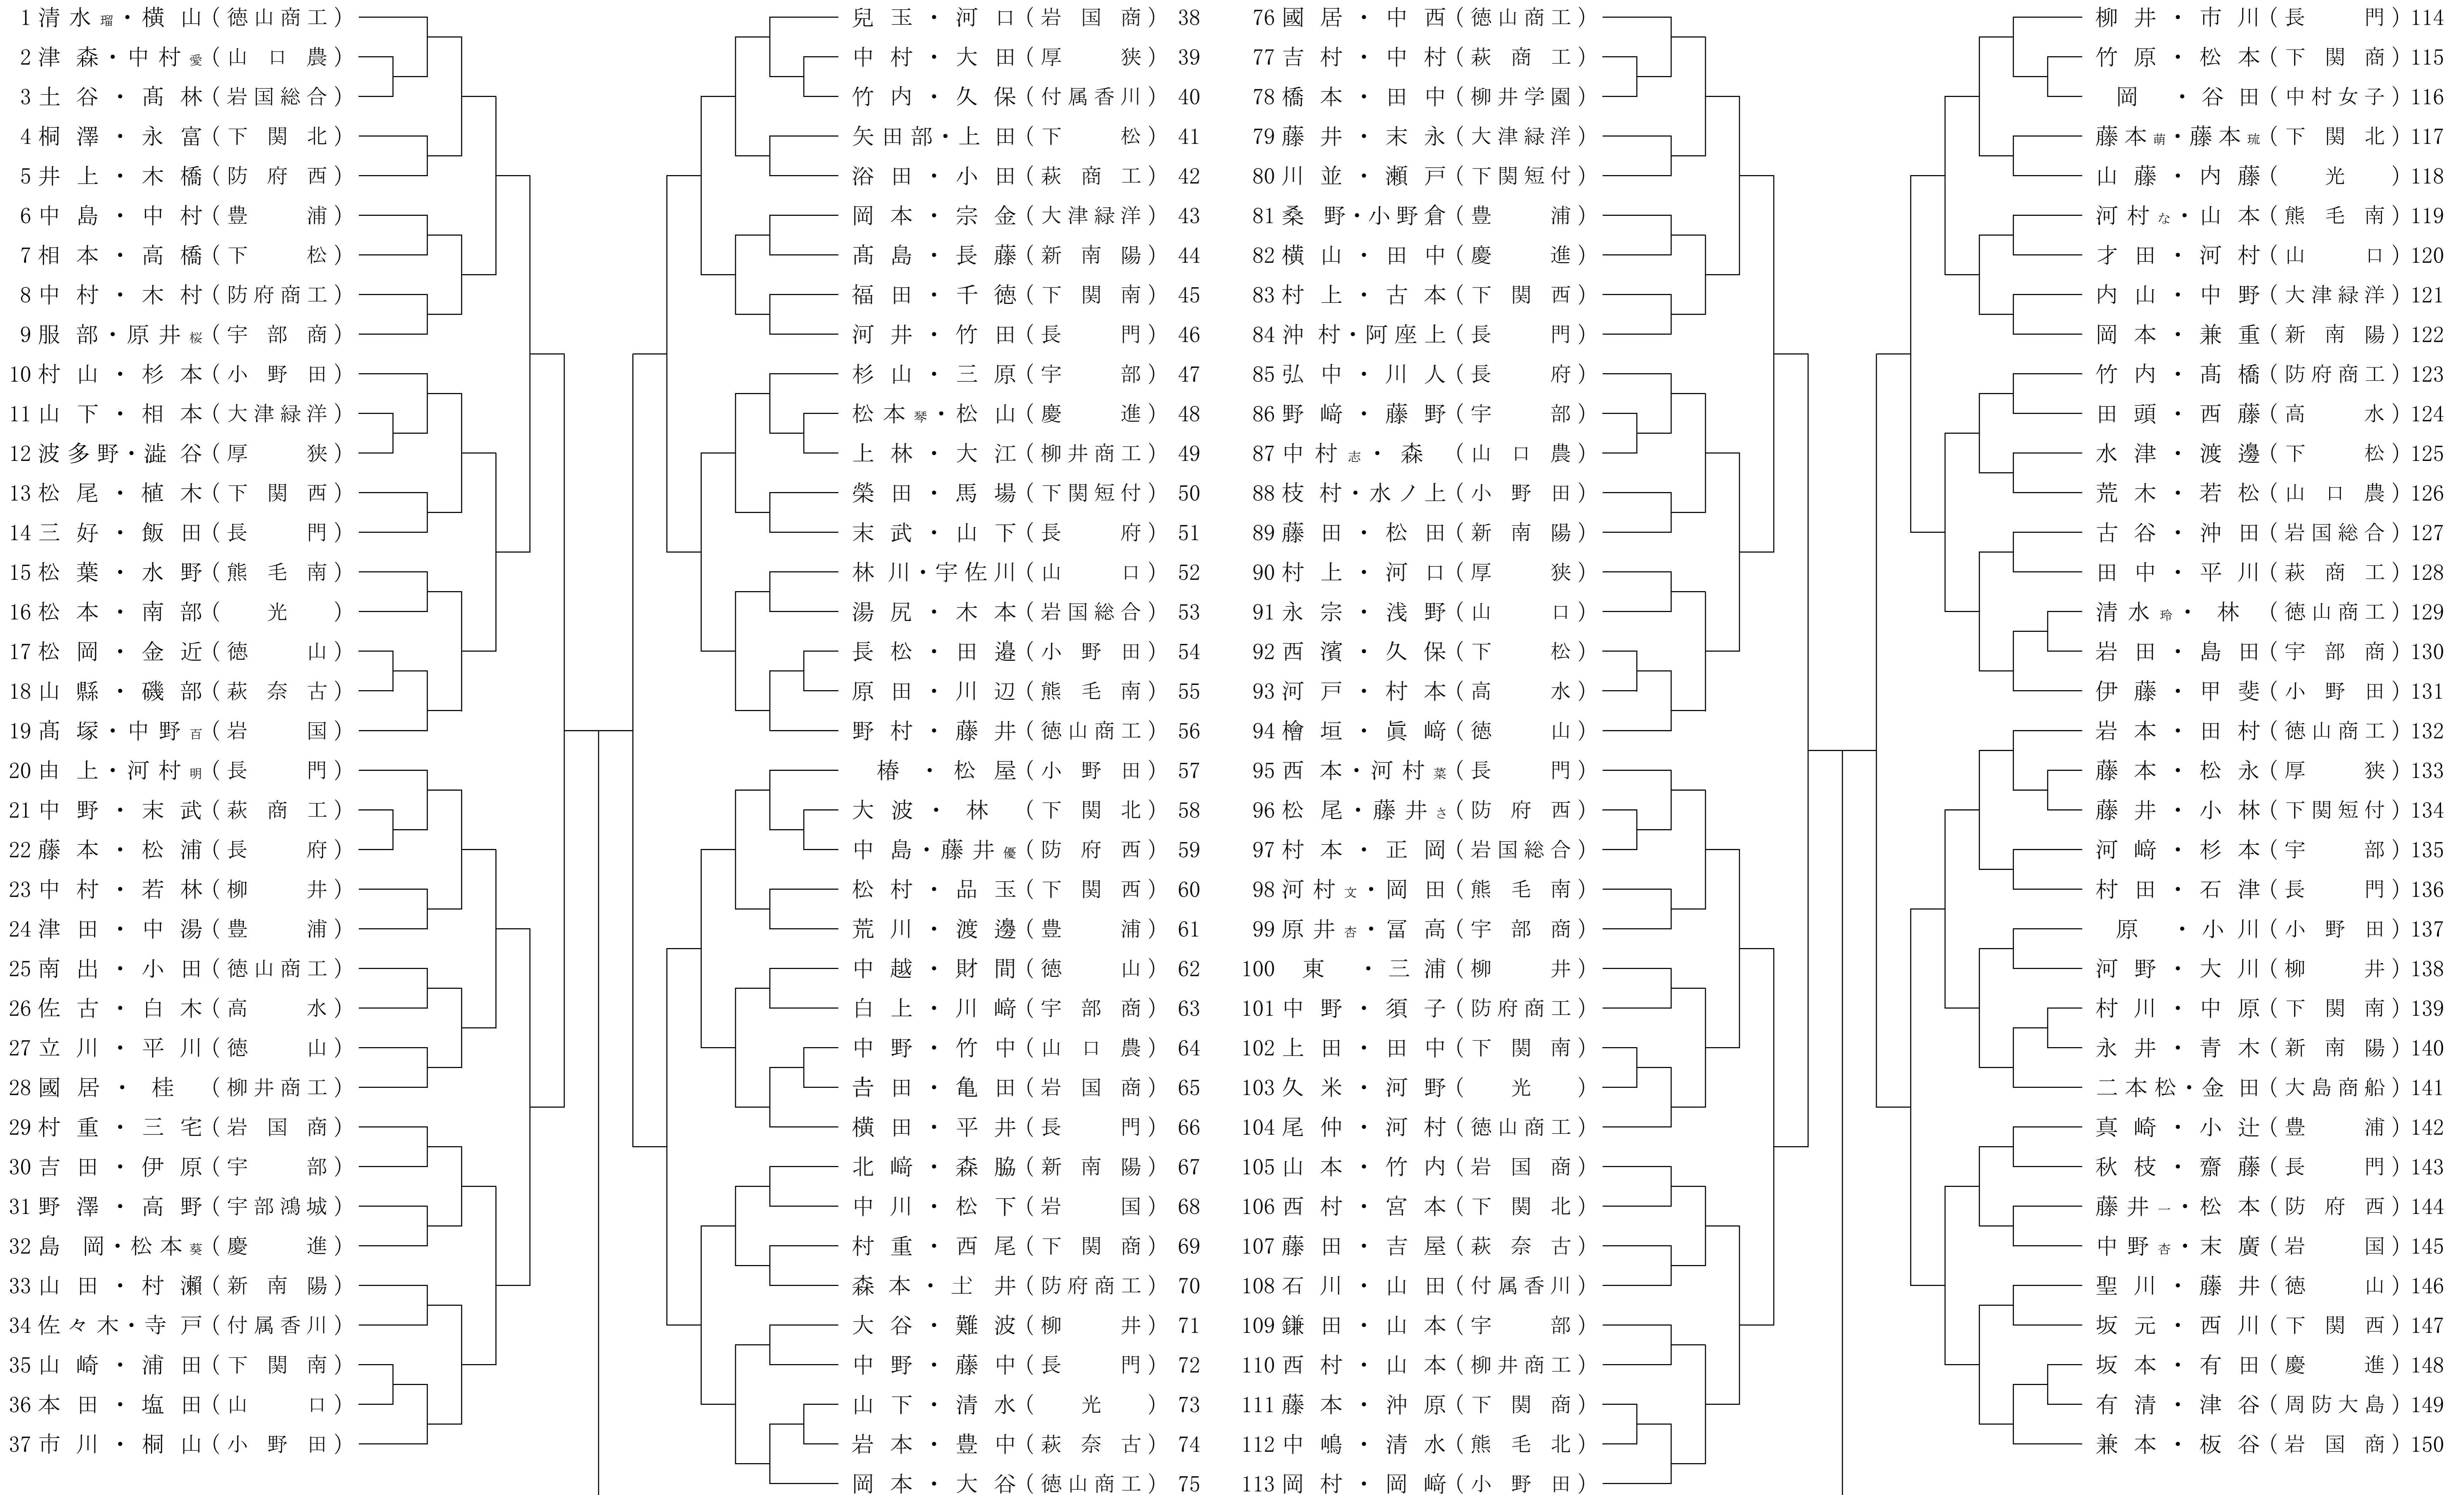 1 清水瑠・横山(徳山商工)
2 津森・中村愛(山口農)
3 土谷・髙林(岩国総合)
4 桐澤・永富(下関北)
5 井上・木橋(防府西)
6 中島・中村(豊浦)
7 相本・高橋(下松)
8 中村・木村(防府商工)
9 服部・原井桜(宇部商)
10 村山・杉本(小野田)
11 山下・相本(大津緑洋)
12 波多野・澁谷(厚狭)
13 松尾・植木(下関西)
14 三好・飯田(長門)
15 松葉・水野(熊毛南)
16 松本・南部(光)
17 松岡・金近(徳山)
18 山縣・磯部(萩奈古)
19 髙塚・中野百(岩国)
20 由上・河村明(長門)
21 中野・末武(萩商工)
22 藤本・松浦(長府)
23 中村・若林(柳井)
24 津田・中湯(豊浦)
25 南出・小田(徳山商工)
26 佐古・白木(高水)
27 立川・平川(徳山)
28 國居・桂(柳井商工)
29 村重・三宅(岩国商)
30 吉田・伊原(宇部)
31 野澤・高野(宇部鴻城)
32 島岡・松本葵(慶進)
33 山田・村瀬(新南陽)
34 佐々木・寺戸(付属香川)
35 山崎・浦田(下関南)
36 本田・塩田(山口)
37 市川・桐山(小野田)
兒玉・河口(岩国商) 38
中村・大田(厚狭) 39
竹内・久保(付属香川) 40
矢田部・上田(下松) 41
浴田・小田(萩商工) 42
岡本・宗金(大津緑洋) 43
髙島・長藤(新南陽) 44
福田・千徳(下関南) 45
河井・竹田(長門) 46
杉山・三原(宇部) 47
松本琴・松山(慶進) 48
上林・大江(柳井商工) 49
榮田・馬場(下関短付) 50
末武・山下(長府) 51
林川・宇佐川(山口) 52
湯尻・木本(岩国総合) 53
長松・田邉(小野田) 54
原田・川辺(熊毛南) 55
野村・藤井(徳山商工) 56
椿・松屋(小野田) 57
大波・林(下関北) 58
中島・藤井優(防府西) 59
松村・品玉(下関西) 60
荒川・渡邊(豊浦) 61
中越・財間(徳山) 62
白上・川﨑(宇部商) 63
中野・竹中(山口農) 64
𠮷田・亀田(岩国商) 65
横田・平井(長門) 66
北﨑・森脇(新南陽) 67
中川・松下(岩国) 68
村重・西尾(下関商) 69
森本・𡈽井(防府商工) 70
大谷・難波(柳井) 71
中野・藤中(長門) 72
山下・清水(光) 73
岩本・豊中(萩奈古) 74
岡本・大谷(徳山商工) 75
76 國居・中西(徳山商工)
77 吉村・中村(萩商工)
78 橋本・田中(柳井学園)
79 藤井・末永(大津緑洋)
80 川並・瀬戸(下関短付)
81 桑野・小野倉(豊浦)
82 横山・田中(慶進)
83 村上・古本(下関西)
84 沖村・阿座上(長門)
85 弘中・川人(長府)
86 野﨑・藤野(宇部)
87 中村志・森(山口農)
88 枝村・水ノ上(小野田)
89 藤田・松田(新南陽)
90 村上・河口(厚狭)
91 永宗・浅野(山口)
92 西濱・久保(下松)
93 河戸・村本(高水)
94 檜垣・眞﨑(徳山)
95 西本・河村菜(長門)
96 松尾・藤井さ(防府西)
97 村本・正岡(岩国総合)
98 河村文・岡田(熊毛南)
99 原井杏・冨高(宇部商)
100 東・三浦(柳井)
101 中野・須子(防府商工)
102 上田・田中(下関南)
103 久米・河野(光)
104 尾仲・河村(徳山商工)
105 山本・竹内(岩国商)
106 西村・宮本(下関北)
107 藤田・吉屋(萩奈古)
108 石川・山田(付属香川)
109 鎌田・山本(宇部)
110 西村・山本(柳井商工)
111 藤本・沖原(下関商)
112 中嶋・清水(熊毛北)
113 岡村・岡﨑(小野田)
柳井・市川(長門) 114
竹原・松本(下関商) 115
岡・谷田(中村女子) 116
藤本萌・藤本琉(下関北) 117
山藤・内藤(光) 118
河村な・山本(熊毛南) 119
才田・河村(山口) 120
内山・中野(大津緑洋) 121
岡本・兼重(新南陽) 122
竹内・髙橋(防府商工) 123
田頭・西藤(高水) 124
水津・渡邊(下松) 125
荒木・若松(山口農) 126
古谷・沖田(岩国総合) 127
田中・平川(萩商工) 128
清水玲・林(徳山商工) 129
岩田・島田(宇部商) 130
伊藤・甲斐(小野田) 131
岩本・田村(徳山商工) 132
藤本・松永(厚狭) 133
藤井・小林(下関短付) 134
河﨑・杉本(宇部) 135
村田・石津(長門) 136
原・小川(小野田) 137
河野・大川(柳井) 138
村川・中原(下関南) 139
永井・青木(新南陽) 140
二本松・金田(大島商船) 141
真崎・小辻(豊浦) 142
秋枝・齋藤(長門) 143
藤井一・松本(防府西) 144
中野杏・末廣(岩国) 145
聖川・藤井(徳山) 146
坂元・西川(下関西) 147
坂本・有田(慶進) 148
有清・津谷(周防大島) 149
兼本・板谷(岩国商) 150